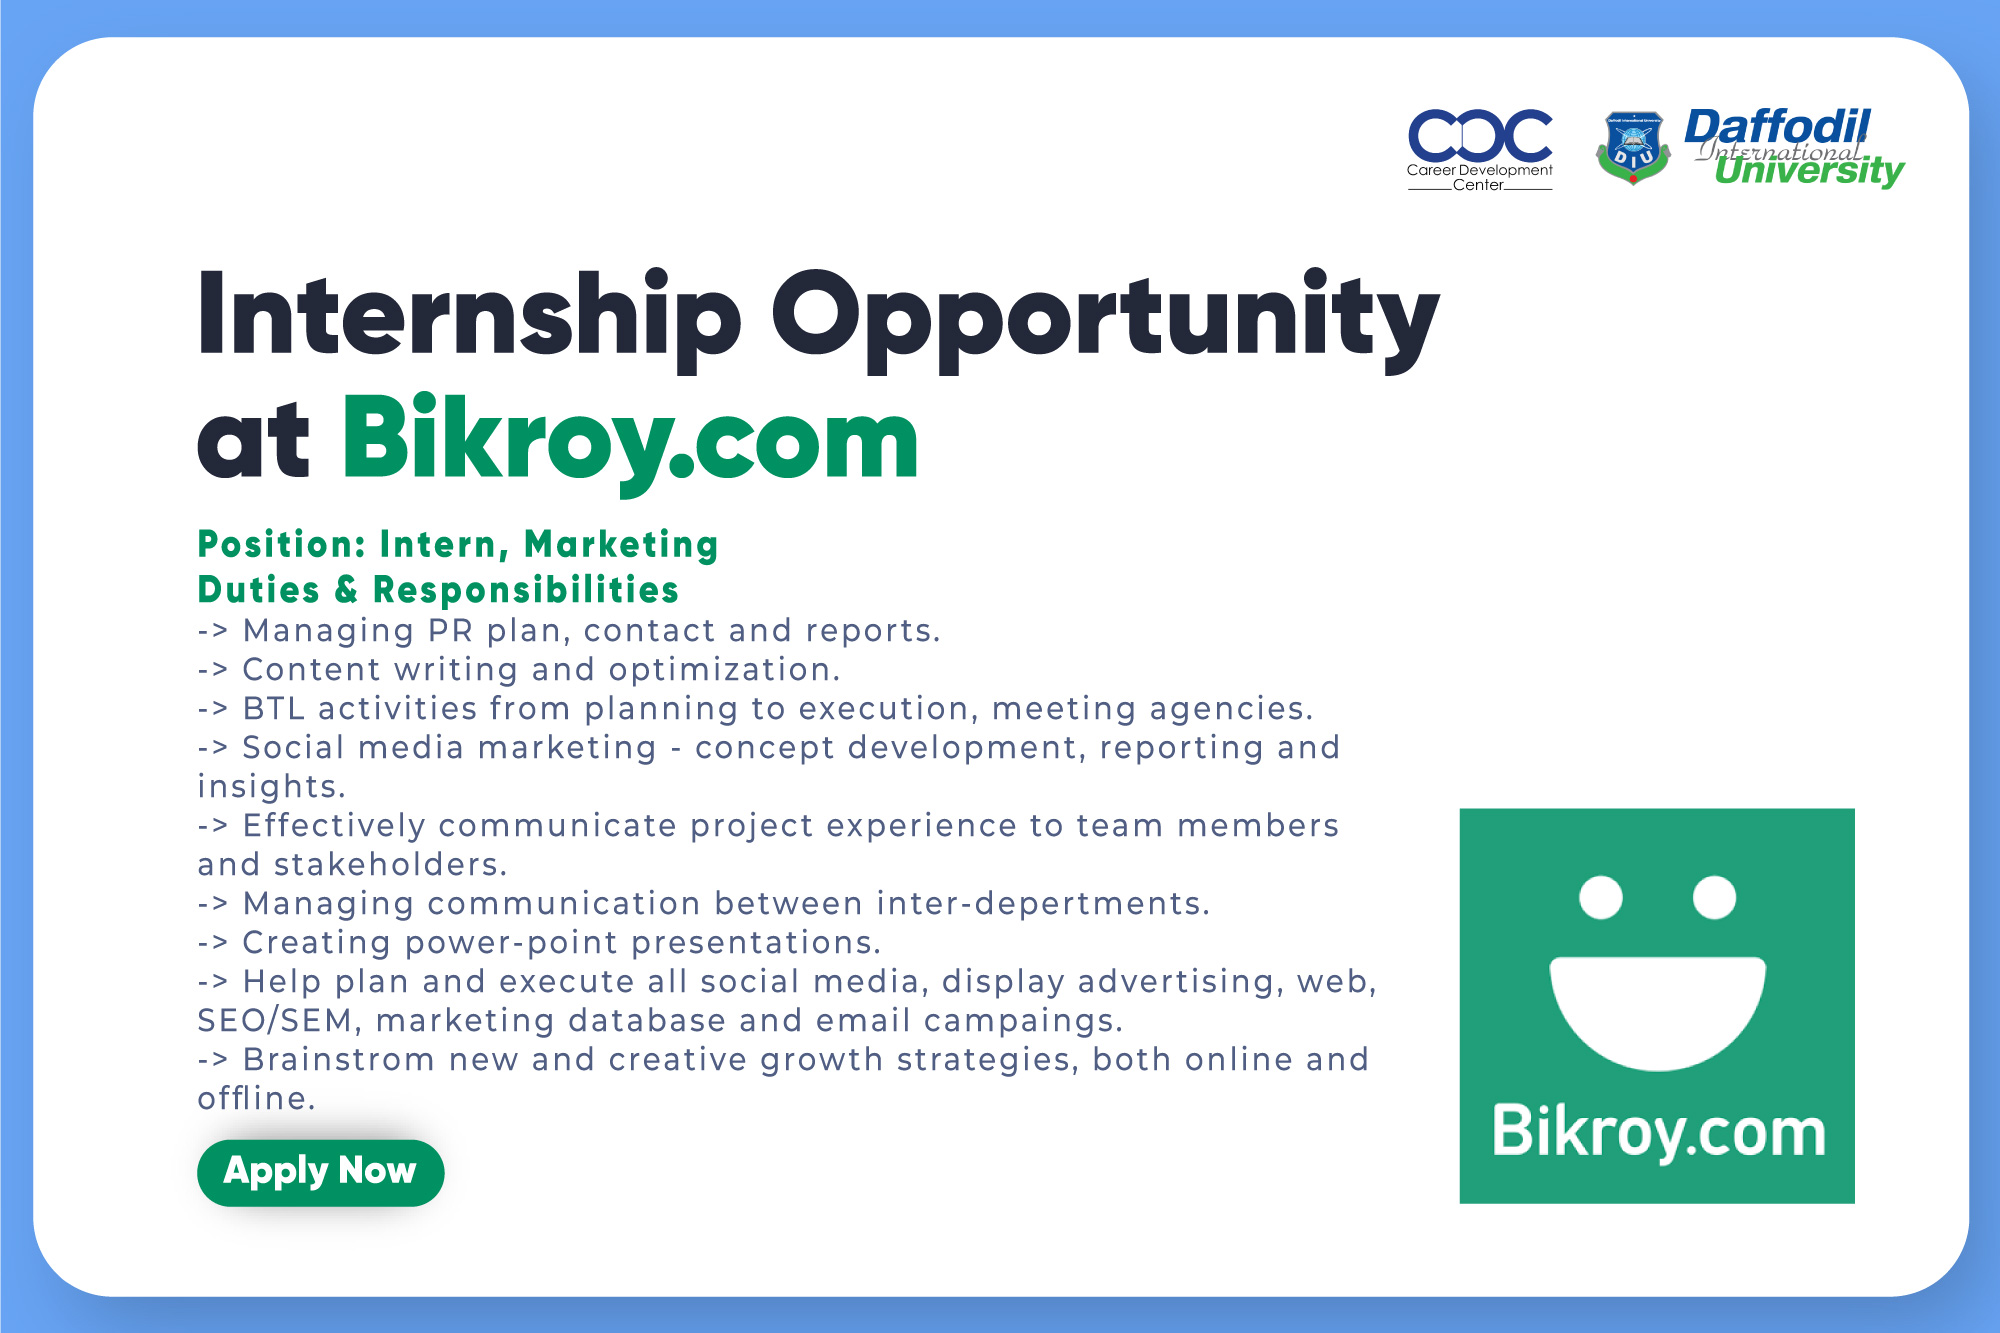 CDC
Career Development
Center
Daffodil International University
DIU
Daffodil
International
University
Internship Opportunity
at Bikroy.com
Position: Intern, Marketing
Duties & Responsibilities
-> Managing PR plan, contact and reports.
-> Content writing and optimization.
-> BTL activities from planning to execution, meeting agencies.
-> Social media marketing - concept development, reporting and
insights.
-> Effectively communicate project experience to team members
and stakeholders.
-> Managing communication between inter-depertments.
-> Creating power-point presentations.
-> Help plan and execute all social media, display advertising, web,
SEO/SEM, marketing database and email campaings.
-> Brainstrom new and creative growth strategies, both online and
offline.
Apply Now
Bikroy.com